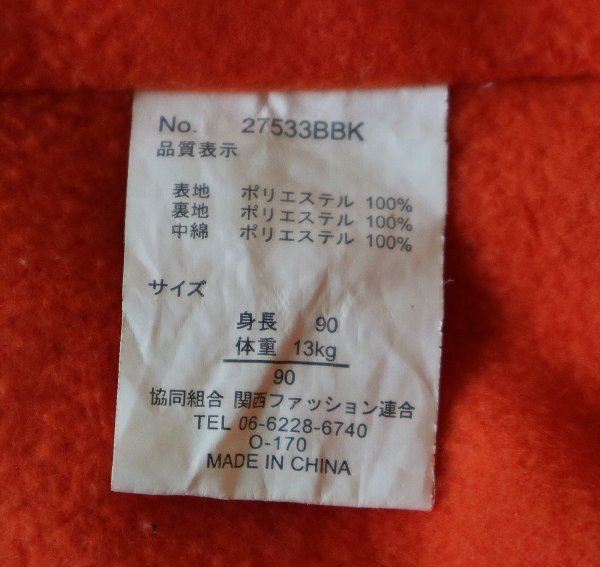 No. 27533BBK
品質表示
表地 ポリエステル 100%
裏地 ポリエステル 100%
中綿 ポリエステル 100%
サイズ
身長 90
体重 13kg
90
協同組合 関西ファッション連合
TEL 06-6228-6740
O-170
MADE IN CHINA